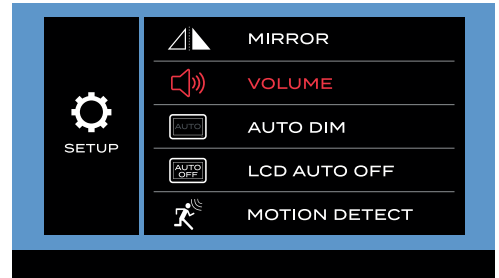 MIRROR
VOLUME
AUTO
AUTO DIM
SETUP
AUTO
OFF
LCD AUTO OFF
MOTION DETECT